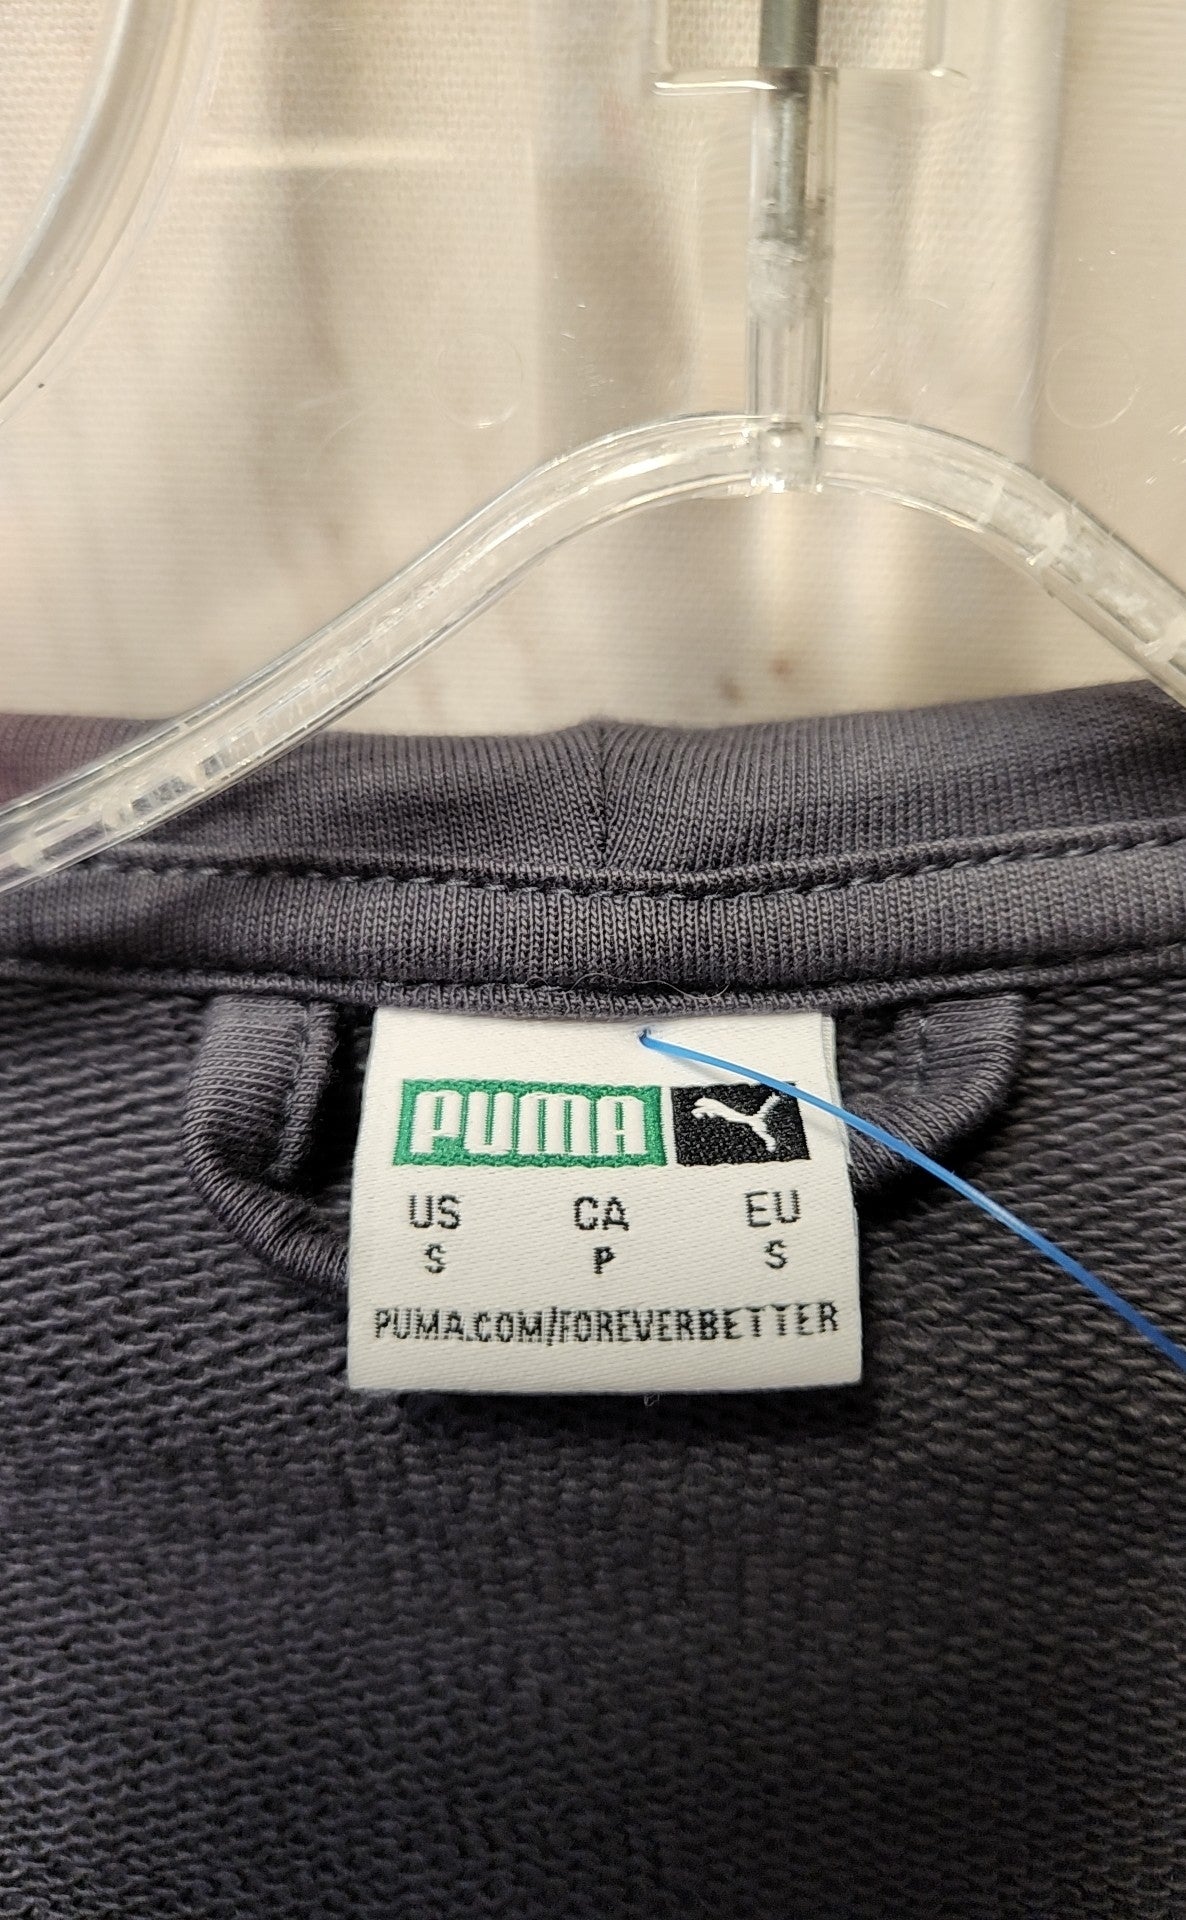 PUMA
US CA EU
S P S
PUMA.COM/FOREVERBETTER